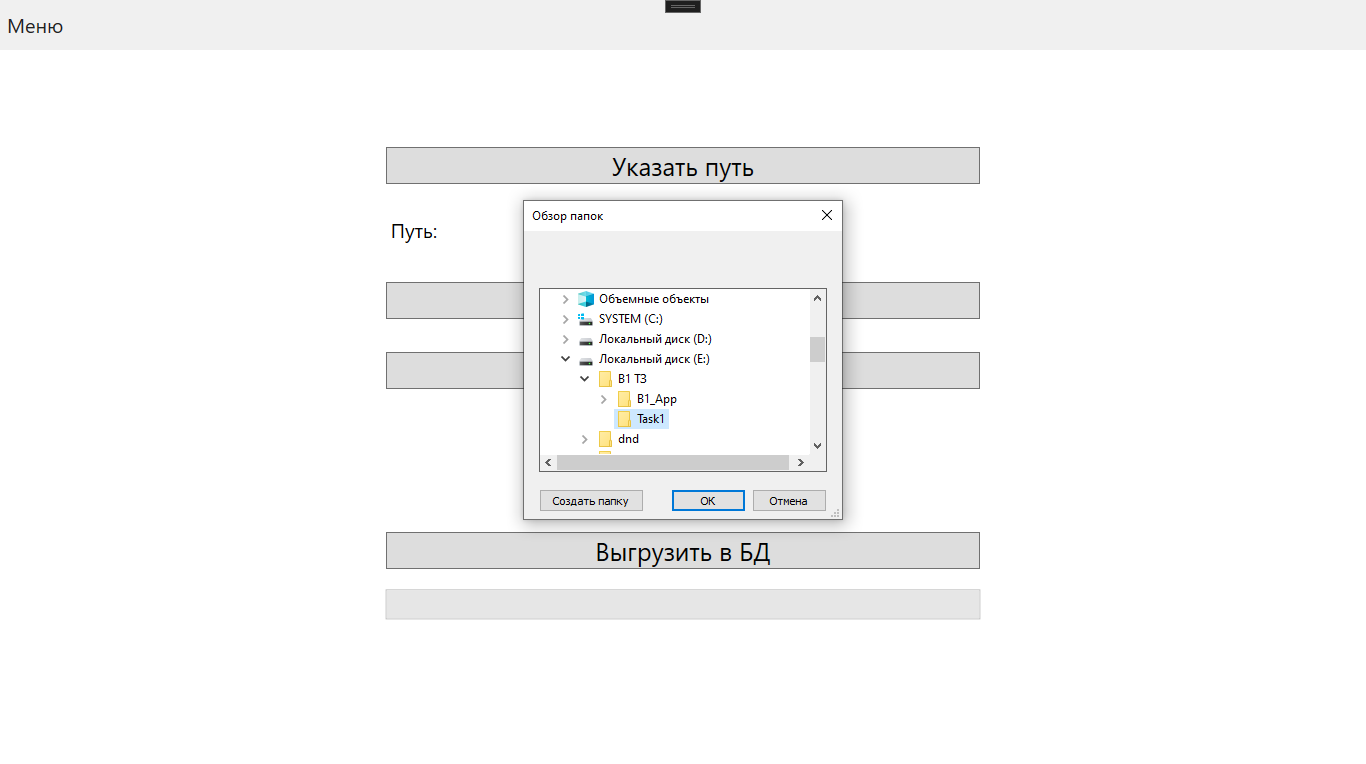 Меню
Указать путь
Путь:
Обзор папок
Объемные объекты
SYSTEM (C:)
Локальный диск (D:)
Локальный диск (E:)
B1 T3
B1_App
Task1
dnd
Создать папку
ОК
Отмена
Выгрузить в БД